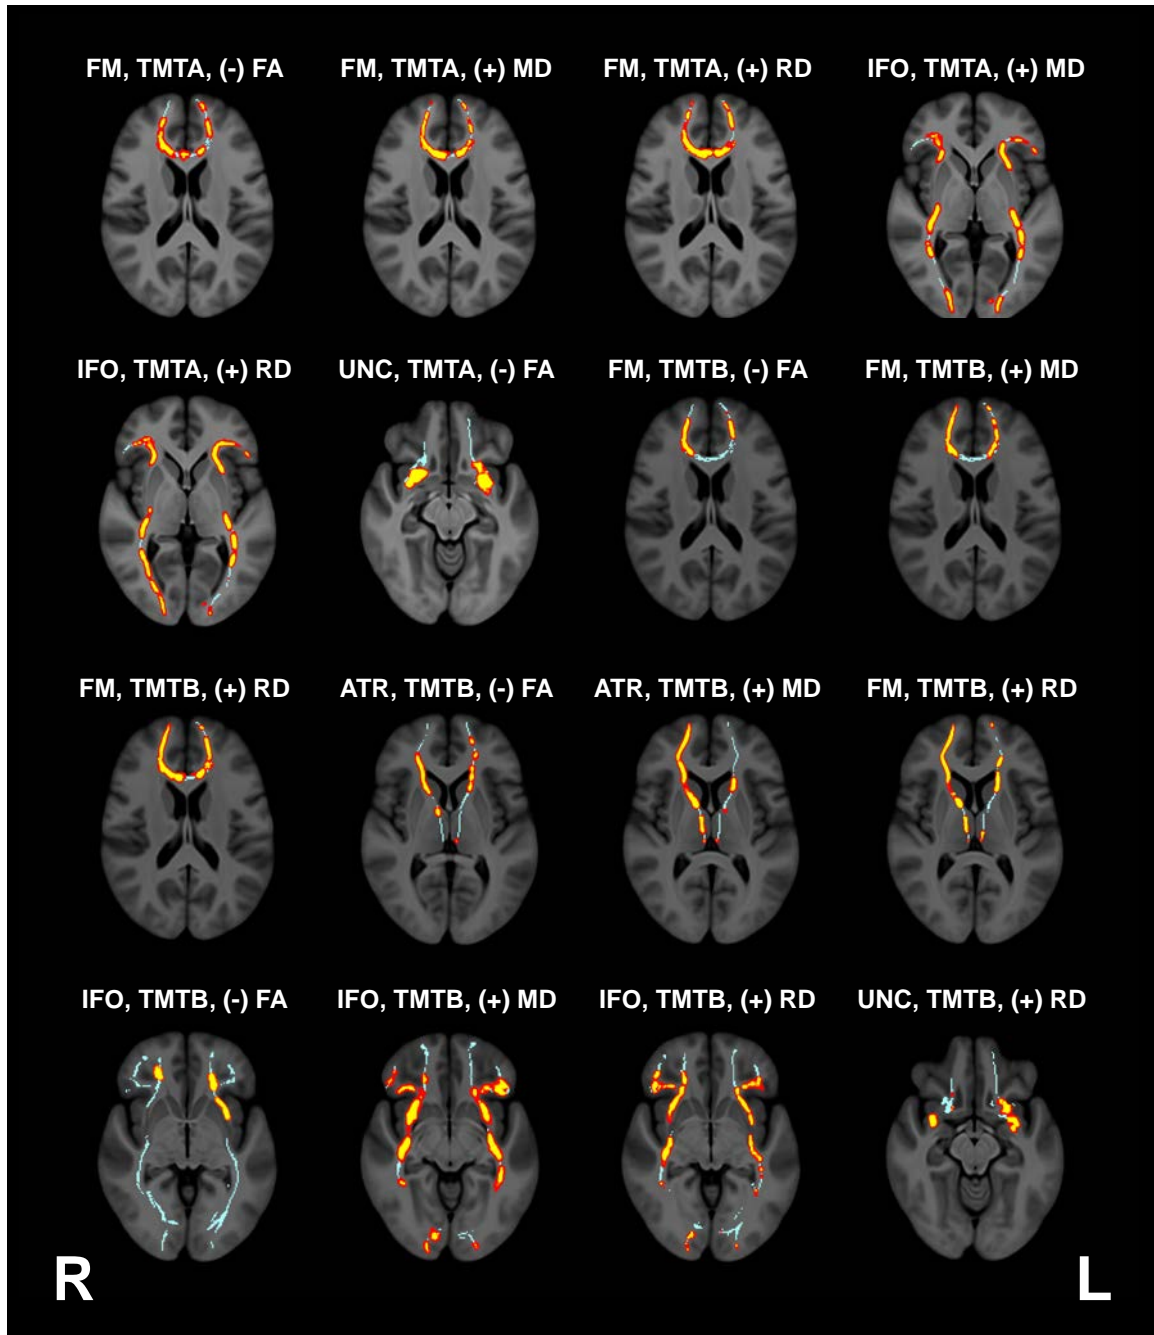 FM, TMTA, (-) FA
FM, TMTA, (+) MD
FM, TMTA, (+) RD
IFO, TMTA, (+) MD
IFO, TMTA, (+) RD
UNC, TMTA, (-) FA
FM, TMTB, (-) FA
FM, TMTB, (+) MD
FM, TMTB, (+) RD
ATR, TMTB, (-) FA
ATR, TMTB, (+) MD
FM, TMTB, (+) RD
IFO, TMTB, (-) FA
IFO, TMTB, (+) MD
IFO, TMTB, (+) RD
UNC, TMTB, (+) RD
R
L